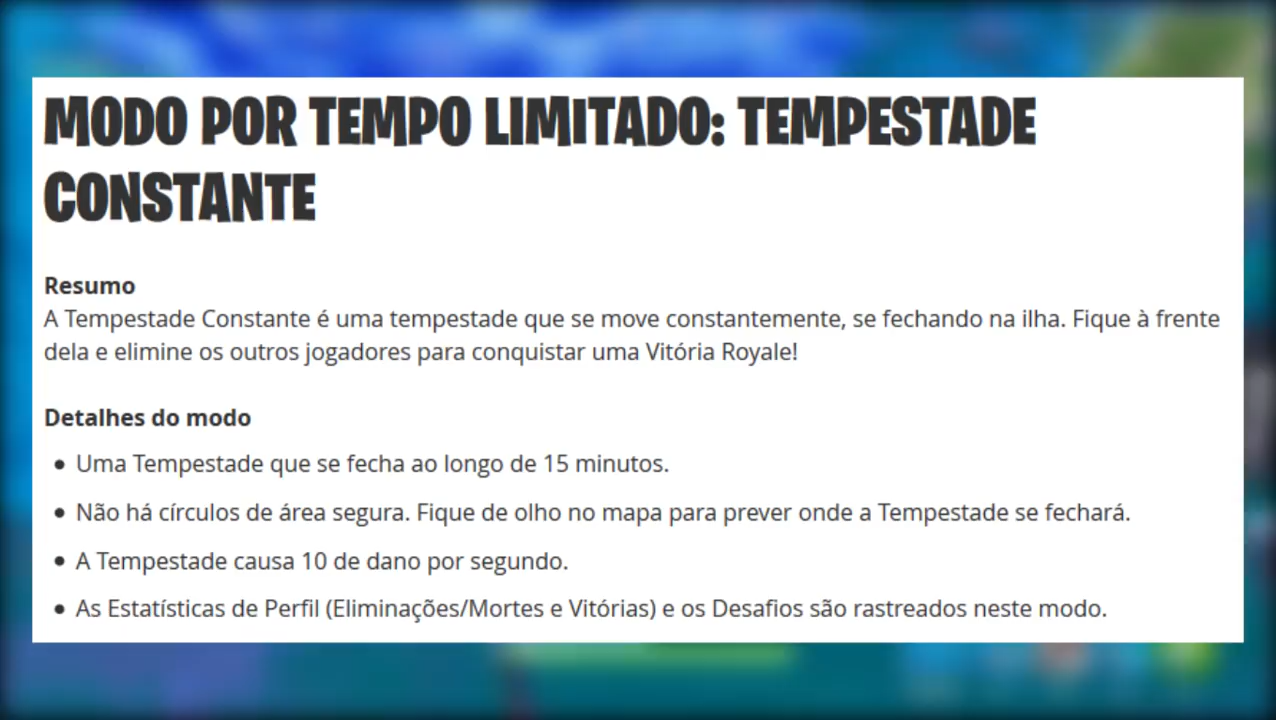 MODO POR TEMPO LIMITADO: TEMPESTADE
CONSTANTE
Resumo
A Tempestade Constante é uma tempestade que se move constantemente, se fechando na ilha. Fique à frente
dela e elimine os outros jogadores para conquistar uma Vitória Royale!
Detalhes do modo
• Uma Tempestade que se fecha ao longo de 15 minutos.
• Não há círculos de área segura. Fique de olho no mapa para prever onde a Tempestade se fechará.
• A Tempestade causa 10 de dano por segundo.
• As Estatísticas de Perfil (Eliminações/Mortes e Vitórias) e os Desafios são rastreados neste modo.